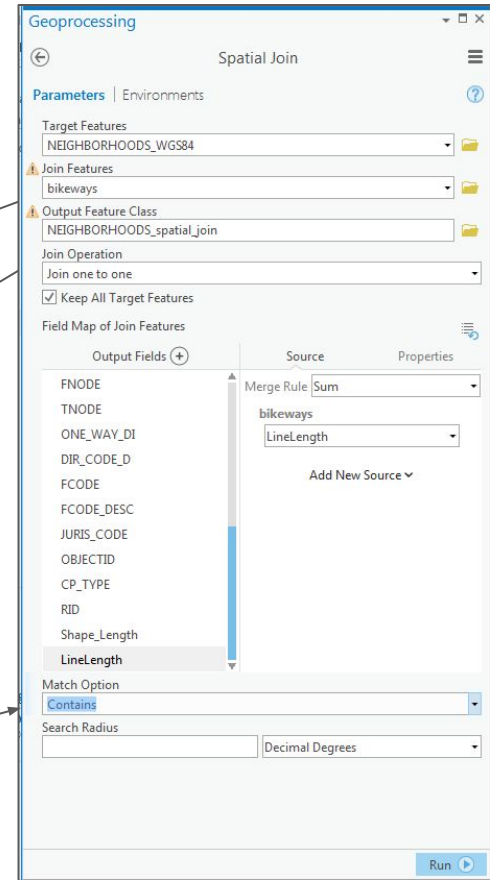 Geoprocessing
Spatial Join
Parameters | Environments
Target Features
NEIGHBORHOODS_WGS84
Join Features
bikeways
Output Feature Class
NEIGHBORHOODS_spatial_join
Join Operation
Join one to one
Keep All Target Features
Field Map of Join Features
Output Fields
Source
Properties
FNODE
Merge Rule Sum
TNODE
bikeways
ONE_WAY_DI
LineLength
DIR_CODE_D
FCODE
Add New Source
FCODE_DESC
JURIS_CODE
OBJECTID
CP_TYPE
RID
Shape_Length
LineLength
Match Option
Contains
Search Radius
Decimal Degrees
Run